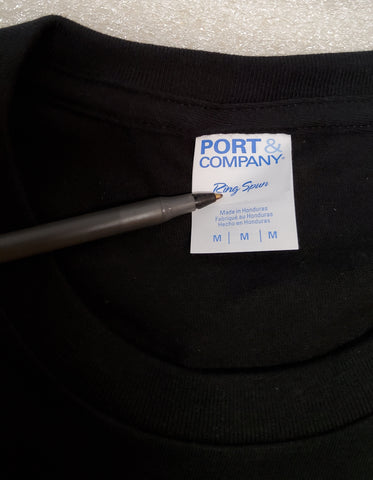 PORT &
COMPANY®
Ring Spun
Made in Honduras
Fabriqué au Honduras
Hecho en Honduras
M | M | M